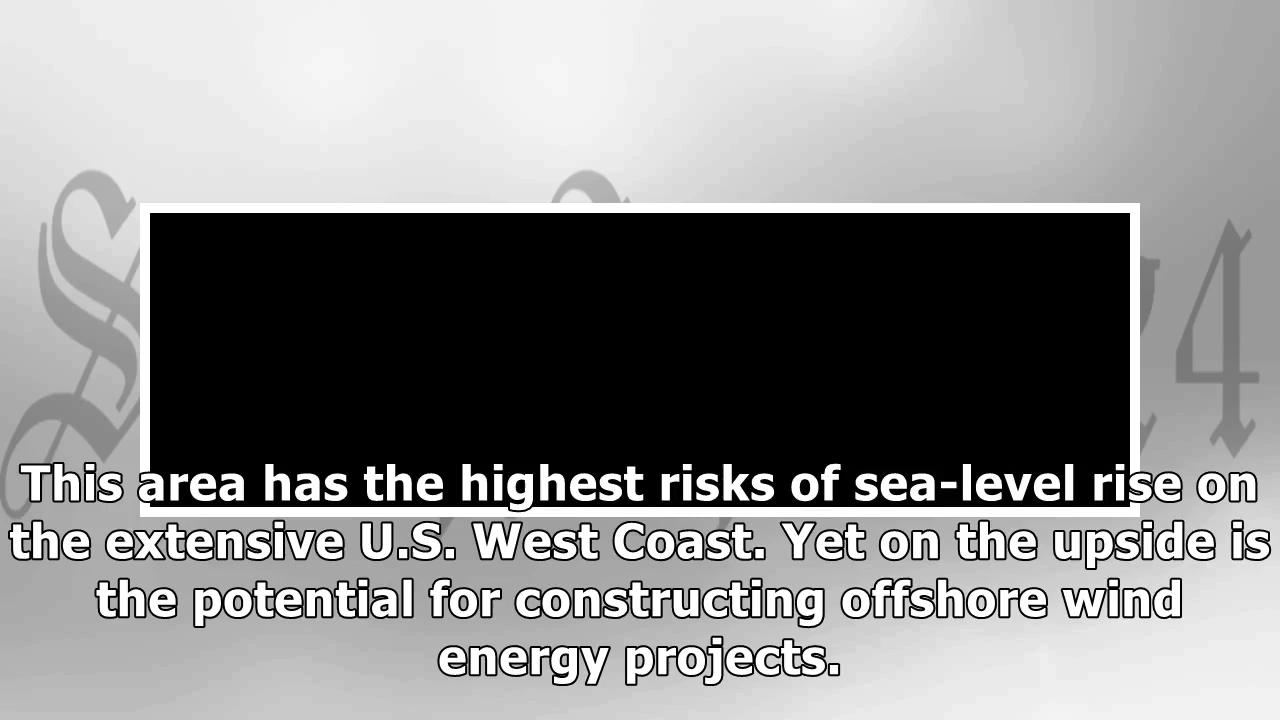 This area has the highest risks of sea-level rise on
the extensive U.S. West Coast. Yet on the upside is
the potential for constructing offshore wind
energy projects.